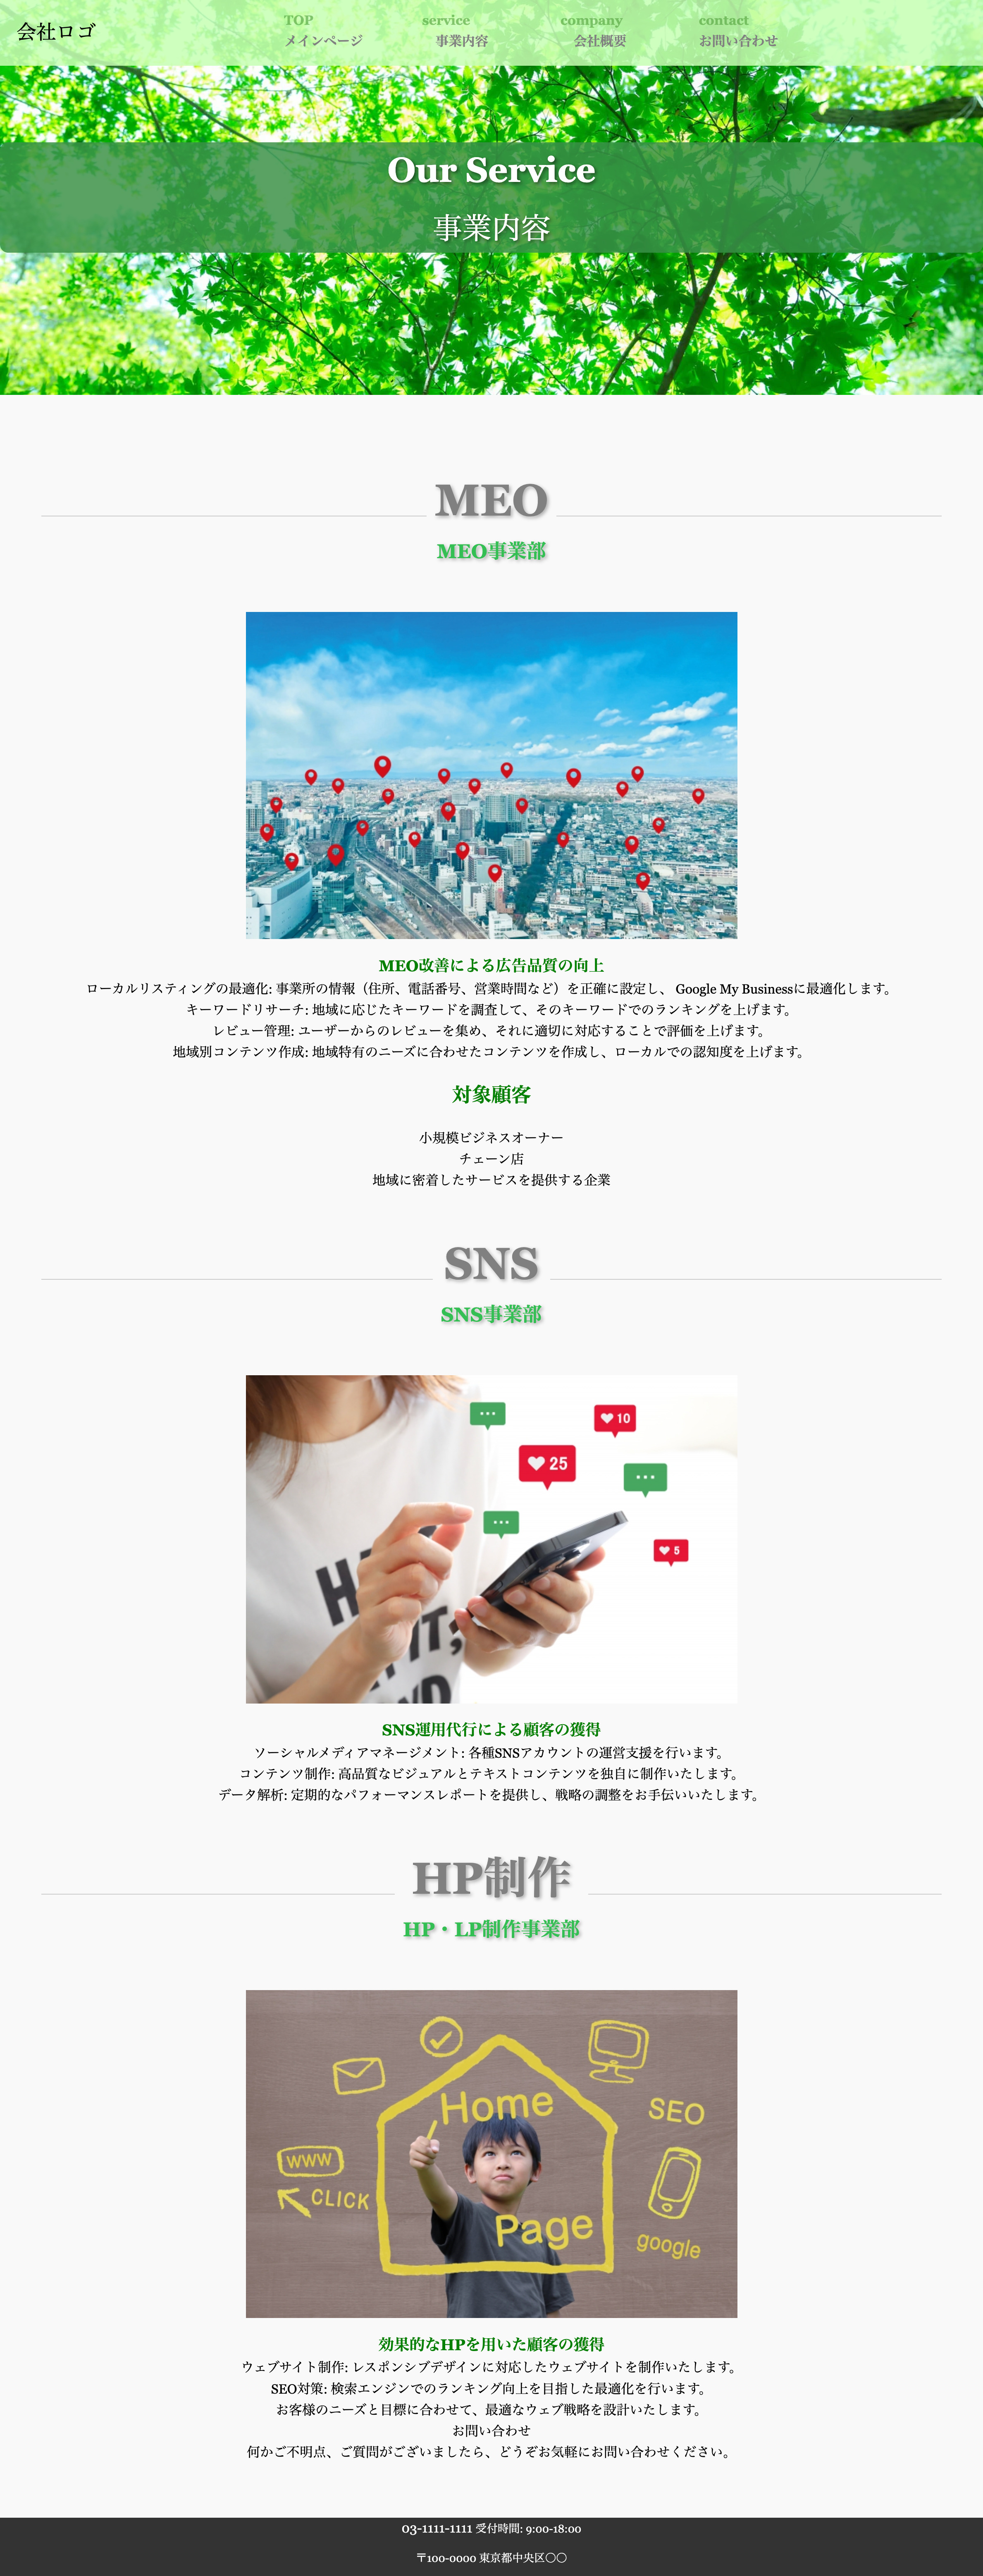 会社ロゴ
TOP
メインページ
service
事業内容
company
会社概要
contact
お問い合わせ
Our Service
事業内容
MEO
MEO事業部
MEO改善による広告品質の向上
ローカルリスティングの最適化: 事業所の情報（住所、電話番号、営業時間など）を正確に設定し、 Google My Businessに最適化します。
キーワードリサーチ: 地域に応じたキーワードを調査して、そのキーワードでのランキングを上げます。
レビュー管理: ユーザーからのレビューを集め、それに適切に対応することで評価を上げます。
地域別コンテンツ作成: 地域特有のニーズに合わせたコンテンツを作成し、ローカルでの認知度を上げます。
対象顧客
小規模ビジネスオーナー
チェーン店
地域に密着したサービスを提供する企業
SNS
SNS事業部
10
25
5
SNS運用代行による顧客の獲得
ソーシャルメディアマネージメント: 各種SNSアカウントの運営支援を行います。
コンテンツ制作: 高品質なビジュアルとテキストコンテンツを独自に制作いたします。
データ解析: 定期的なパフォーマンスレポートを提供し、戦略の調整をお手伝いいたします。
HP制作
HP・LP制作事業部
Home
SEO
WWW
CLICK
Page
google
効果的なHPを用いた顧客の獲得
ウェブサイト制作: レスポンシブデザインに対応したウェブサイトを制作いたします。
SEO対策: 検索エンジンでのランキング向上を目指した最適化を行います。
お客様のニーズと目標に合わせて、最適なウェブ戦略を設計いたします。
お問い合わせ
何かご不明点、ご質問がございましたら、どうぞお気軽にお問い合わせください。
03-1111-1111 受付時間: 9:00-18:00
〒100-0000 東京都中央区〇〇